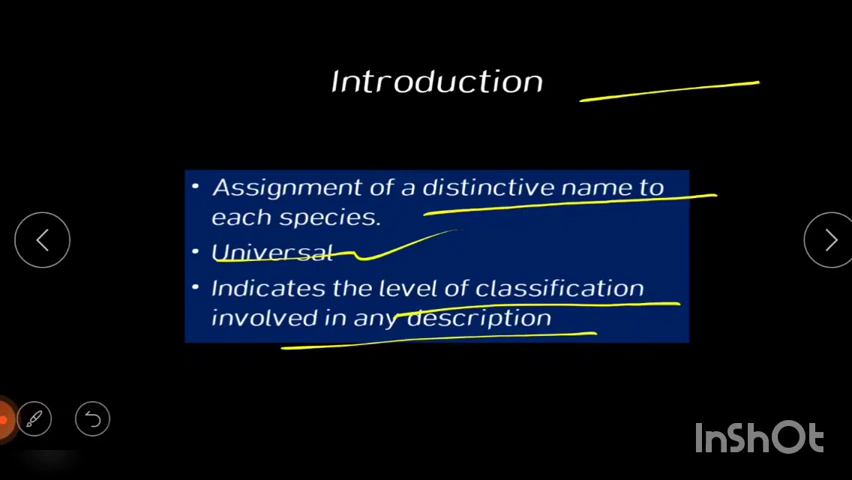 Introduction
• Assignment of a distinctive name to
each species.
• Universal
• Indicates the level of classification
involved in any description
InShOt